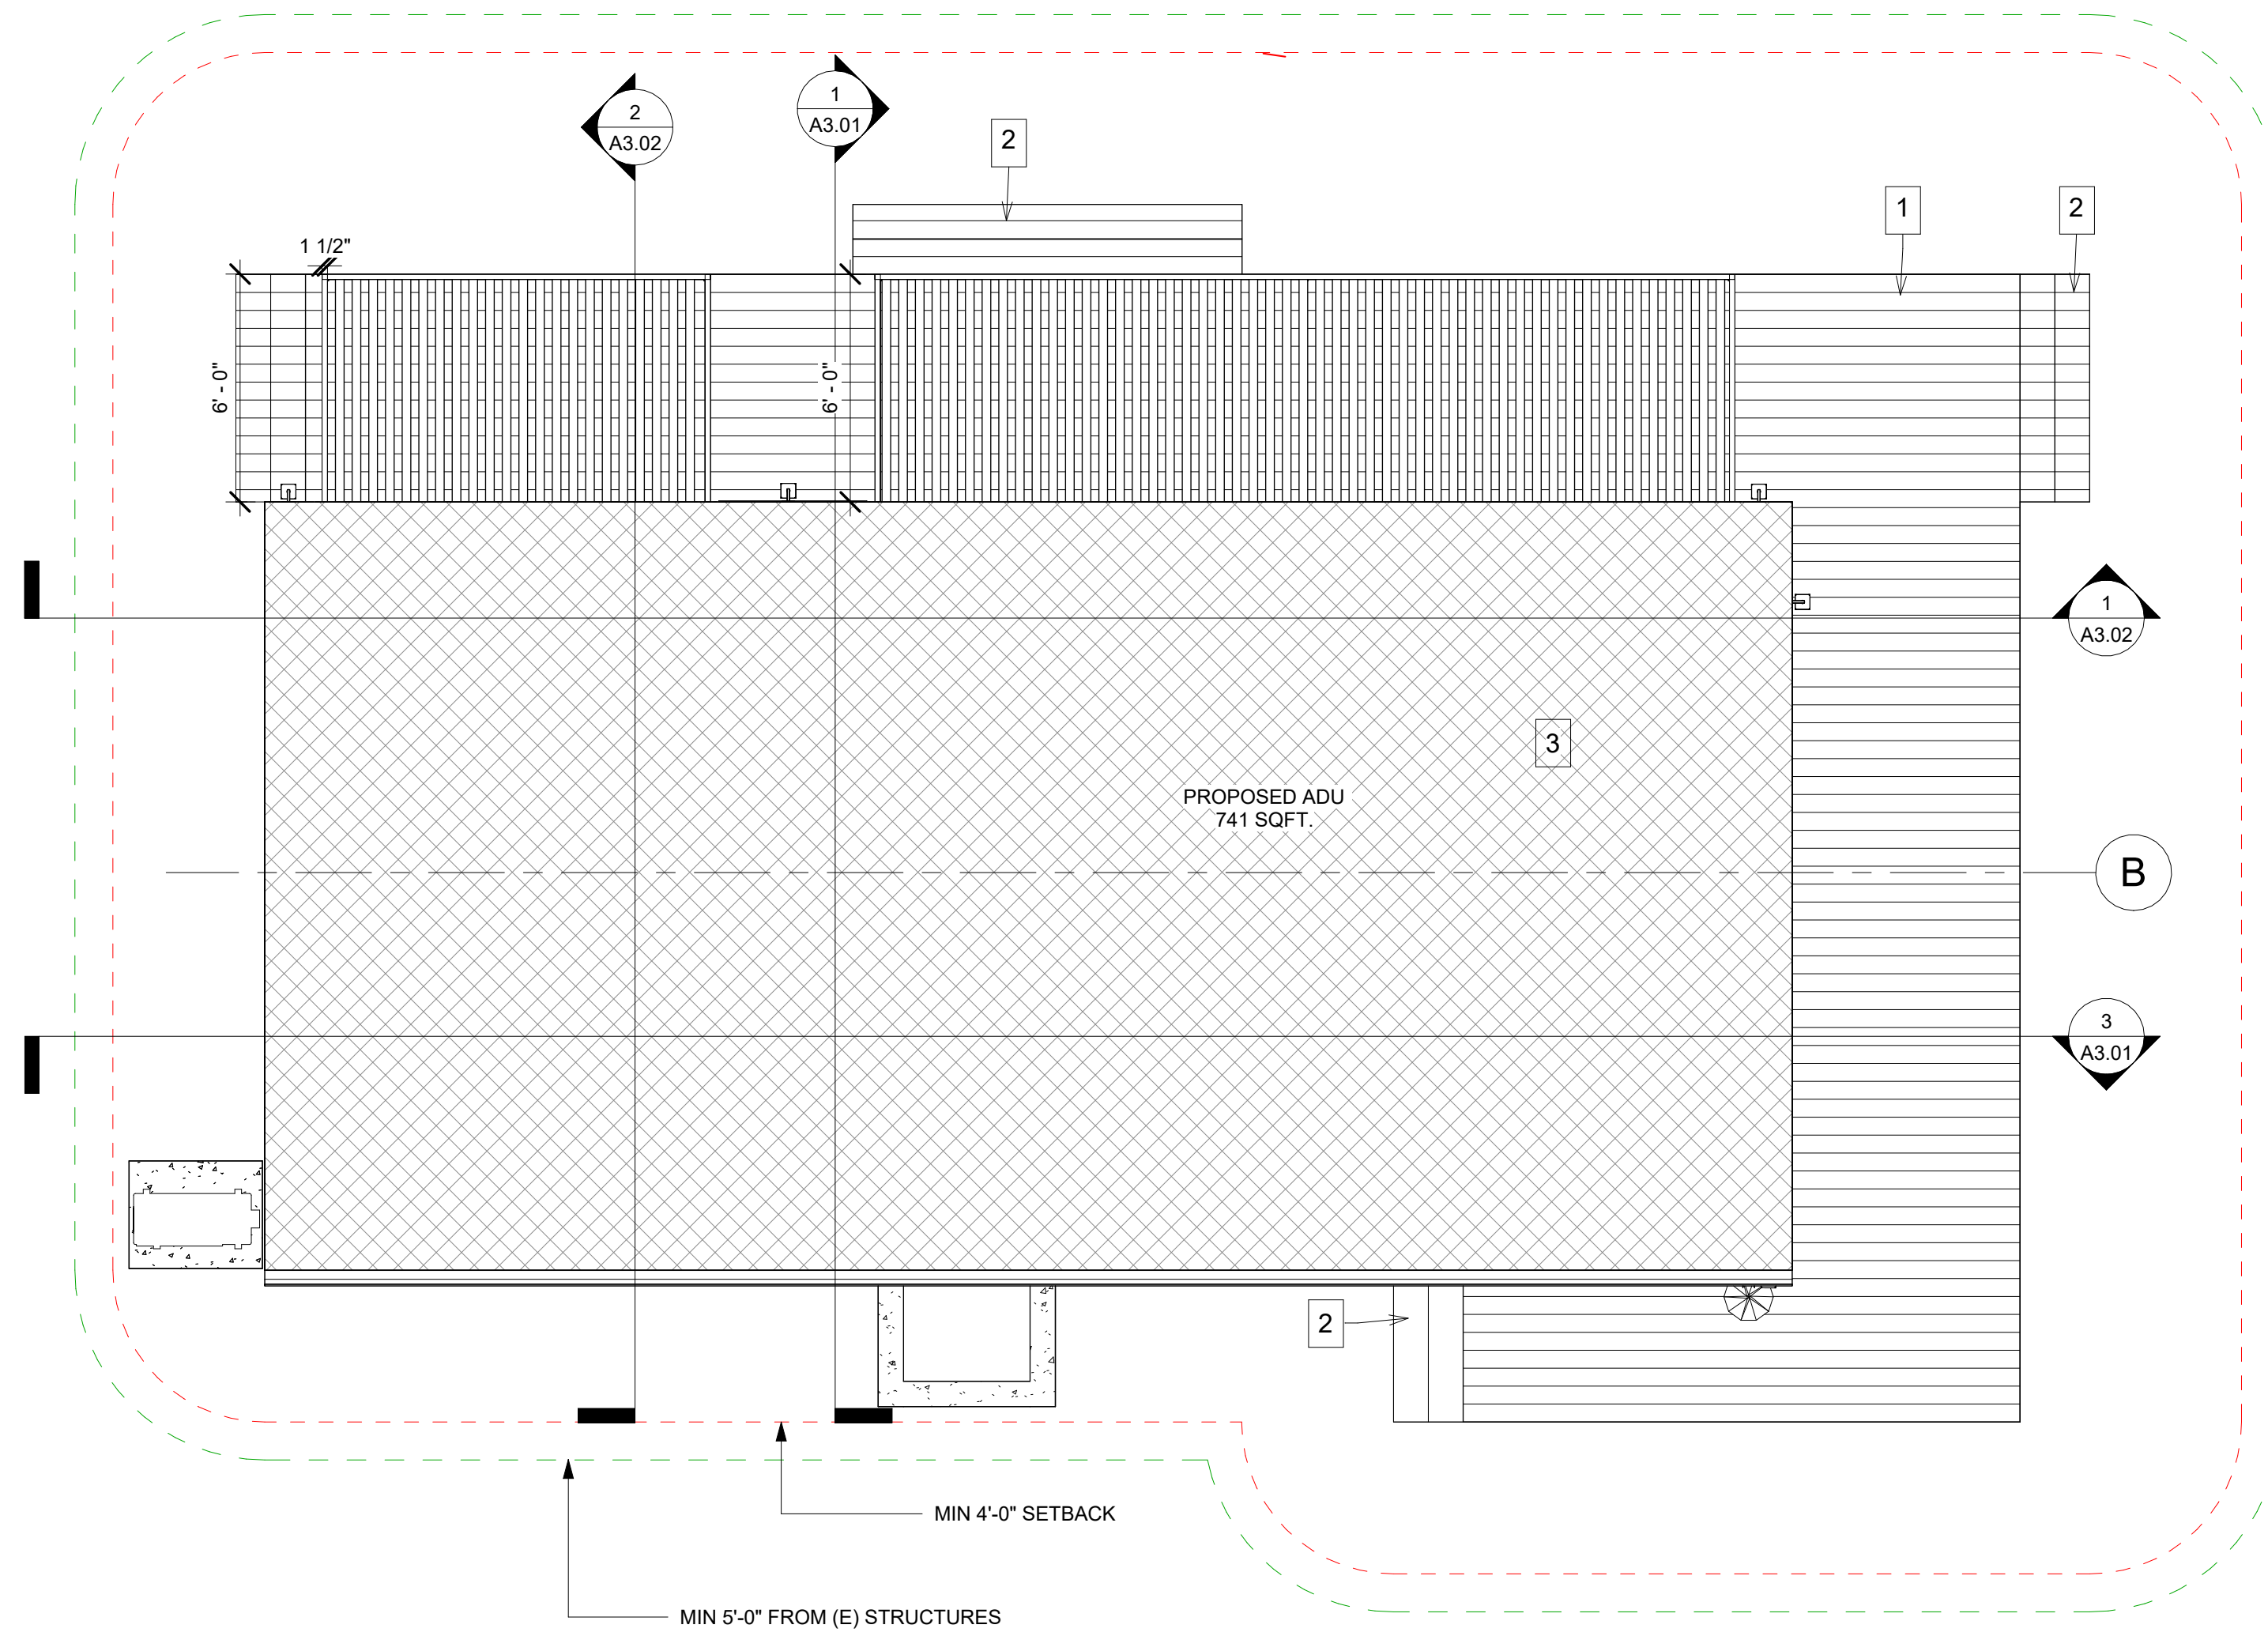 2
A3.02
1
A3.01
2
1
2
1 1/2"
6' - 0"
6' - 0"
1
A3.02
3
PROPOSED ADU
741 SQFT.
B
3
A3.01
2
MIN 4'-0" SETBACK
MIN 5'-0" FROM (E) STRUCTURES